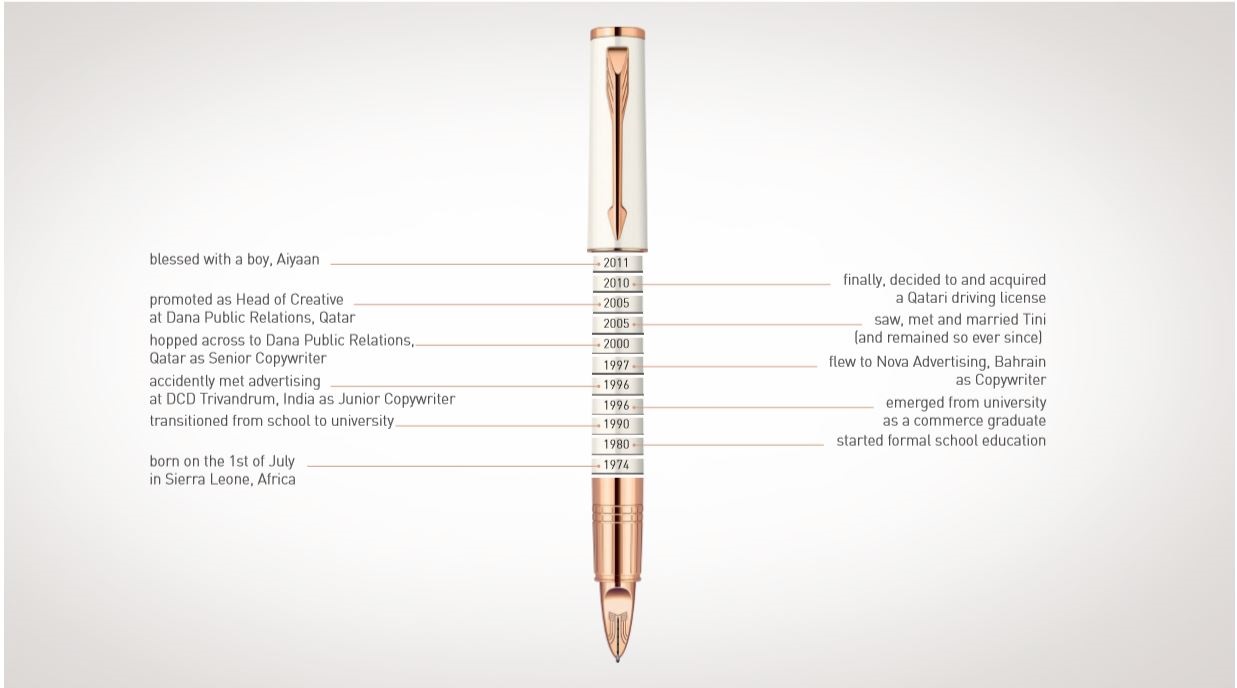 blessed with a boy, Aiyaan
2011
2010
finally, decided to and acquired
a Qatari driving license
promoted as Head of Creative
at Dana Public Relations, Qatar
2005
2005
saw, met and married Tini
(and remained so ever since)
hopped across to Dana Public Relations,
Qatar as Senior Copywriter
2000
1997
flew to Nova Advertising, Bahrain
as Copywriter
accidently met advertising
at DCD Trivandrum, India as Junior Copywriter
1996
1996
emerged from university
as a commerce graduate
transitioned from school to university
1990
1980
started formal school education
born on the 1st of July
in Sierra Leone, Africa
1974